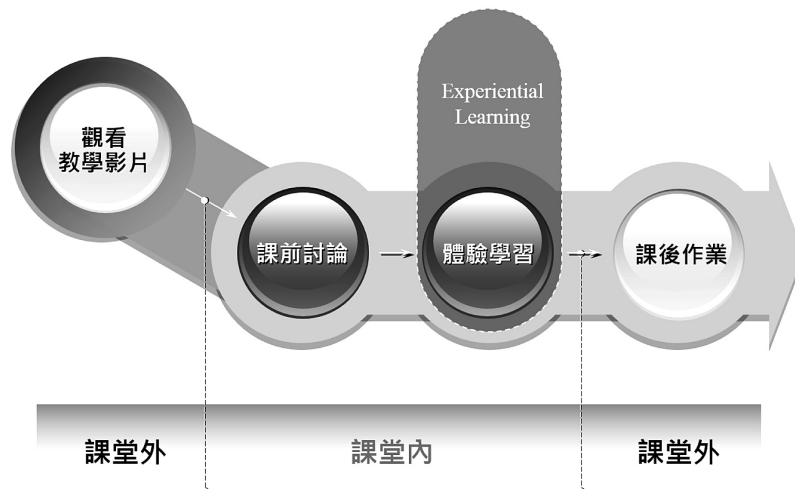 Experiential
Learning
觀看
教學影片
課前討論
體驗學習
課後作業
課堂外
課堂內
課堂外